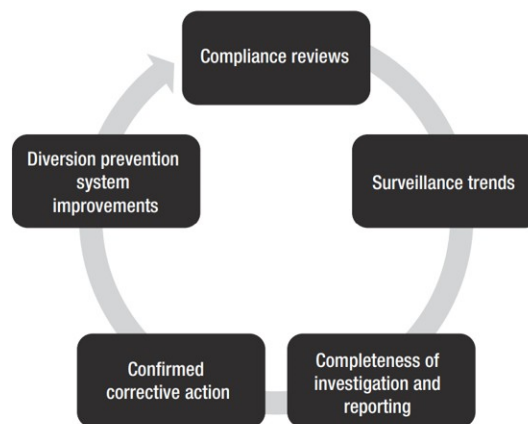 Compliance reviews
Surveillance trends
Completeness of
investigation and
reporting
Confirmed
corrective action
Diversion prevention
system
improvements